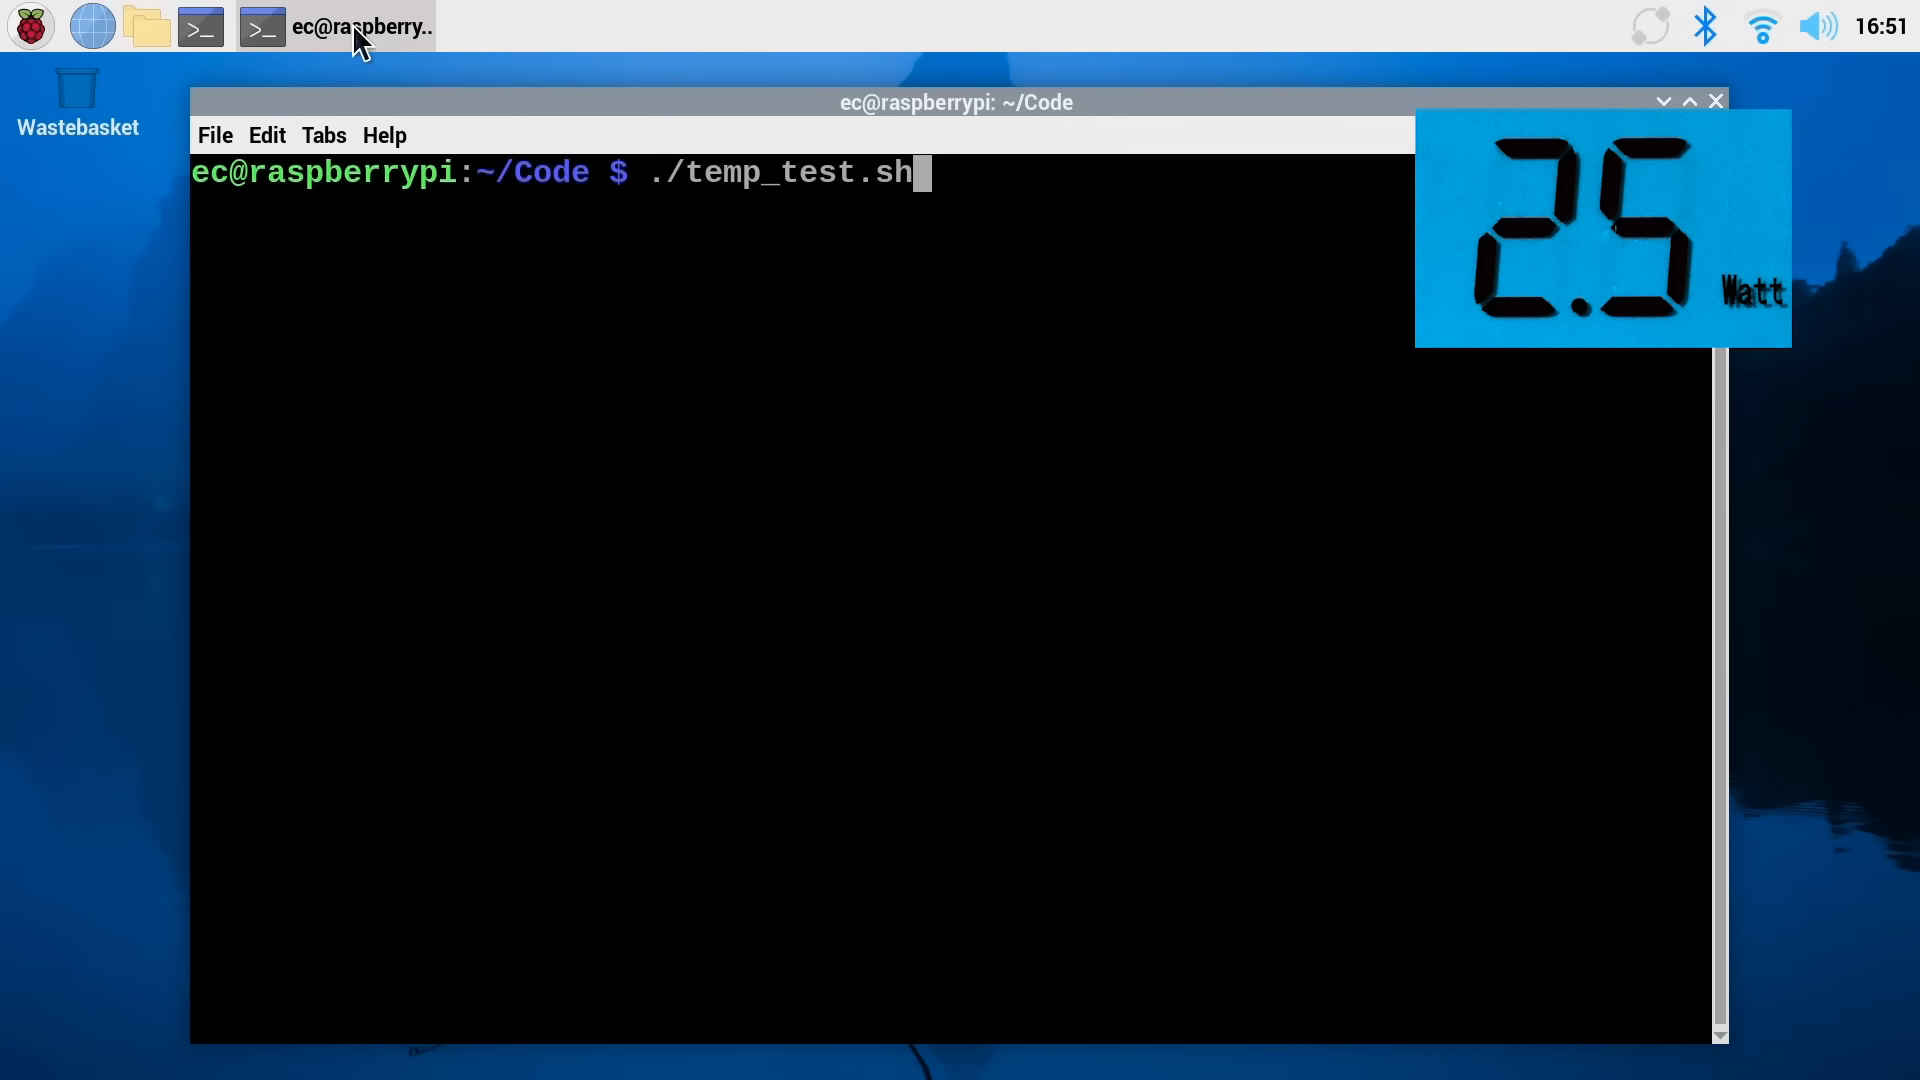 ec@raspberry..
16:51
Wastebasket
ec@raspberrypi: ~/Code
File Edit Tabs Help
ec@raspberrypi:~/Code $ ./temp_test.sh
2.5 Watt